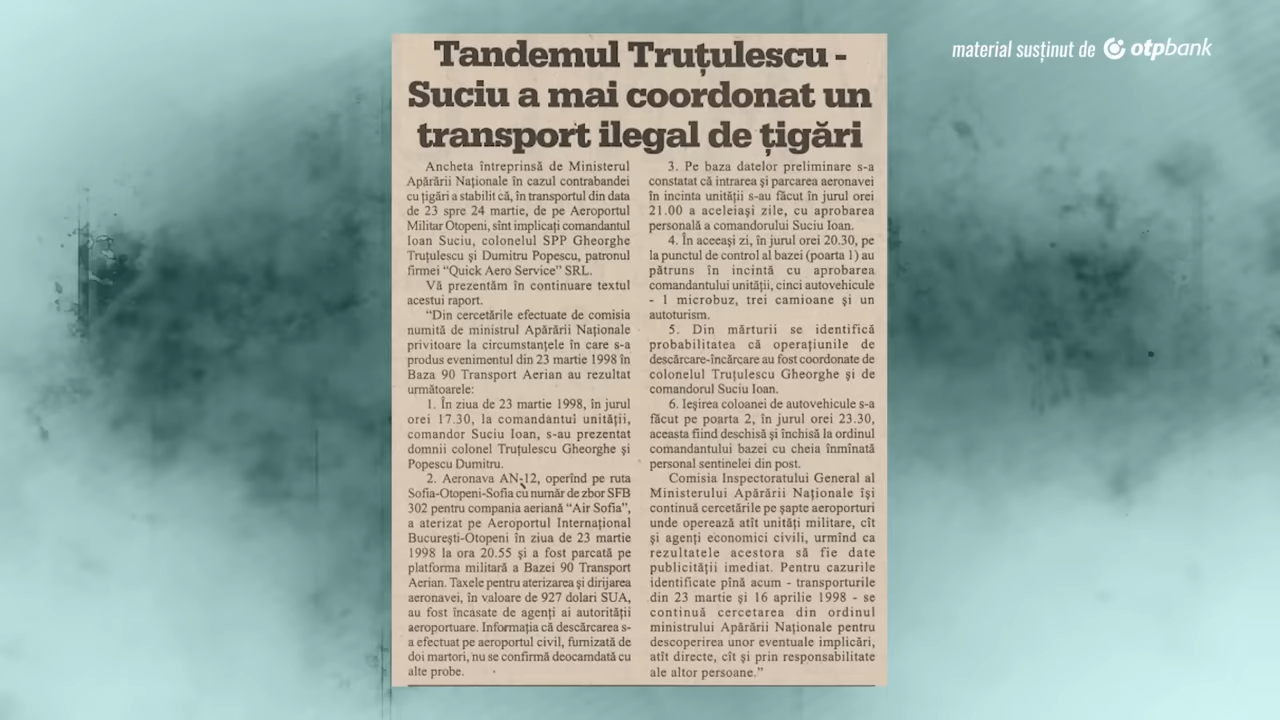 material susținut de otpbank
Tandemul Truțulescu -
Suciu a mai coordonat un
transport ilegal de țigări
Ancheta întreprinsă de Ministerul
Apărării Naționale în cazul contrabandei
cu țigări a stabilit că, în transportul din data
de 23 spre 24 martie, de pe Aeroportul
Militar Otopeni, sînt implicați comandantul
Ioan Suciu, colonelul SPP Gheorghe
Truțulescu și Dumitru Popescu, patronul
firmei “Quick Aero Service” SRL.
Vă prezentăm în continuare textul
acestui raport.
“Din cercetările efectuate de comisia
numită de ministrul Apărării Naționale
privitoare la circumstanțele în care s-a
produs evenimentul din 23 martie 1998 în
Baza 90 Transport Aerian au rezultat
următoarele:
1. În ziua de 23 martie 1998, în jurul
orei 17.30, la comandantul unității,
comandor Suciu Ioan, s-au prezentat
domnii colonel Truțulescu Gheorghe și
Popescu Dumitru.
2. Aeronava AN-12, operînd pe ruta
Sofia-Otopeni-Sofia cu număr de zbor SFB
302 pentru compania aeriană “Air Sofia”,
a aterizat pe Aeroportul Internațional
București-Otopeni în ziua de 23 martie
1998 la ora 20.55 și a fost parcată pe
platforma militară a Bazei 90 Transport
Aerian. Taxele pentru aterizarea și dirijarea
aeronavei, în valoare de 927 dolari SUA,
au fost încasate de agenți ai autorității
aeroportuare. Informația că descărcarea s-
a efectuat pe aeroportul civil, furnizată de
doi martori, nu se confirmă deocamdată cu
alte probe.
3. Pe baza datelor preliminare s-a
constatat că intrarea și parcarea aeronavei
în incinta unității s-au făcut în jurul orei
21.00 a aceleiași zile, cu aprobarea
personală a comandorului Suciu Ioan.
4. În aceeași zi, în jurul orei 20.30, pe
la punctul de control al bazei (poarta 1) au
pătruns în incintă cu aprobarea
comandantului unității, cinci autovehicule
- 1 microbuz, trei camioane și un
autoturism.
5. Din mărturii se identifică
probabilitatea că operațiunile de
descărcare-încărcare au fost coordonate de
colonelul Truțulescu Gheorghe și de
comandorul Suciu Ioan.
6. Ieșirea coloanei de autovehicule s-a
făcut pe poarta 2, în jurul orei 23.30,
aceasta fiind deschisă și închisă la ordinul
comandantului bazei cu cheia înmînată
personal sentinelei din post.
Comisia Inspectoratului General al
Ministerului Apărării Naționale își
continuă cercetările pe șapte aeroporturi
unde operează atît unități militare, cît
și agenți economici civili, urmînd ca
rezultatele acestora să fie date
publicității imediat. Pentru cazurile
identificate pînă acum - transporturile
din 23 martie și 16 aprilie 1998 - se
continuă cercetarea din ordinul
ministrului Apărării Naționale pentru
descoperirea unor eventuale implicări,
atît directe, cît și prin responsabilitate
ale altor persoane.”